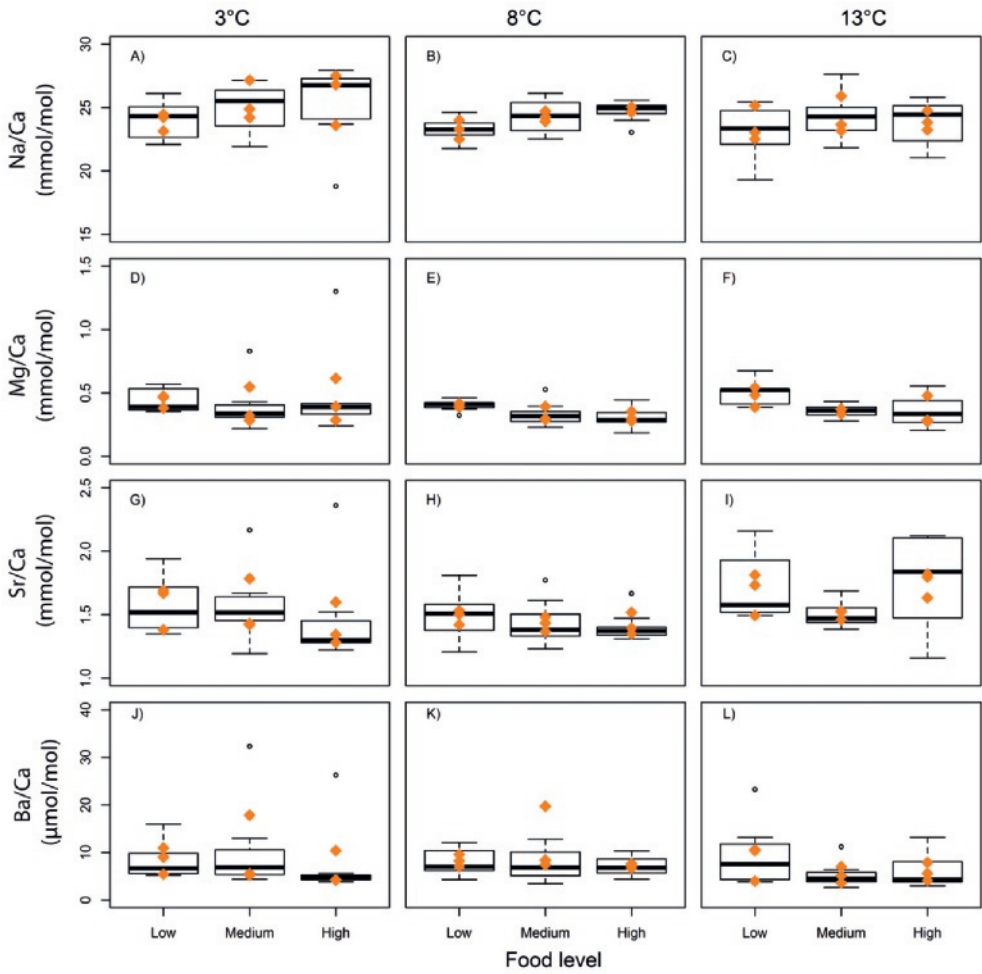 3°C 8°C 13°C
Na/Ca
(mmol/mol)
30
25
20
15
A)
B)
C)
Mg/Ca
(mmol/mol)
1.5
1.0
0.5
0.0
D)
E)
F)
Sr/Ca
(mmol/mol)
2.5
2.0
1.5
1.0
G)
H)
I)
Ba/Ca
(µmol/mol)
40
30
20
10
0
J)
K)
L)
Low Medium High Low Medium High Low Medium High
Food level